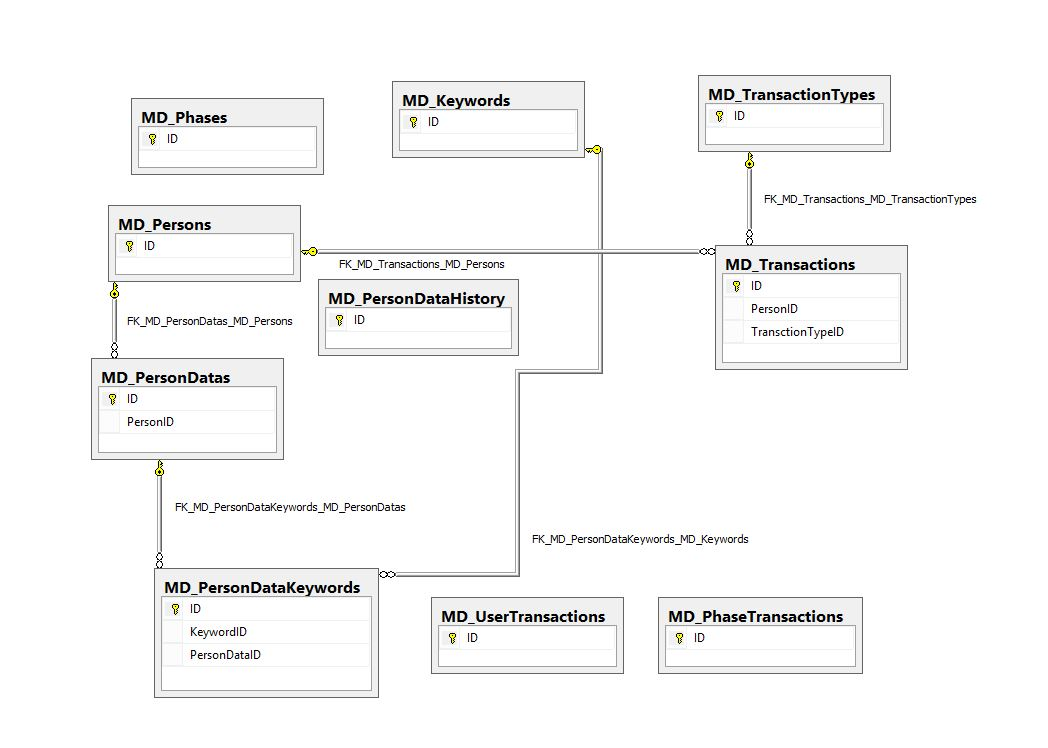 MD_Phases
ID
MD_Keywords
ID
MD_TransactionTypes
ID
FK_MD_Transactions_MD_TransactionTypes
MD_Persons
ID
FK_MD_Transactions_MD_Persons
MD_Transactions
ID
PersonID
TransctionTypeID
MD_PersonDataHistory
ID
FK_MD_PersonDatas_MD_Persons
MD_PersonDatas
ID
PersonID
FK_MD_PersonDataKeywords_MD_PersonDatas
FK_MD_PersonDataKeywords_MD_Keywords
MD_PersonDataKeywords
ID
KeywordID
PersonDataID
MD_UserTransactions
ID
MD_PhaseTransactions
ID